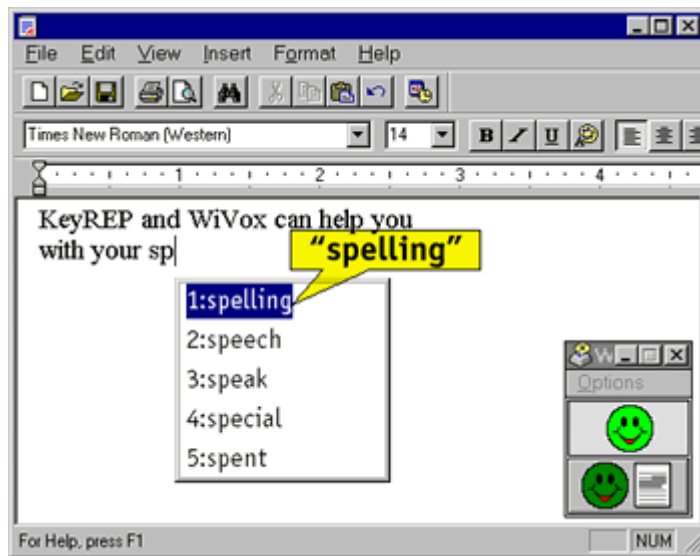 File Edit View Insert Format Help
Times New Roman (Western) 14 B I U
1 2 3 4
KeyREP and WiVox can help you
with your sp
"spelling"
1:spelling
2:speech
3:speak
4:special
5:spent
W
Options
For Help, press F1 NUM